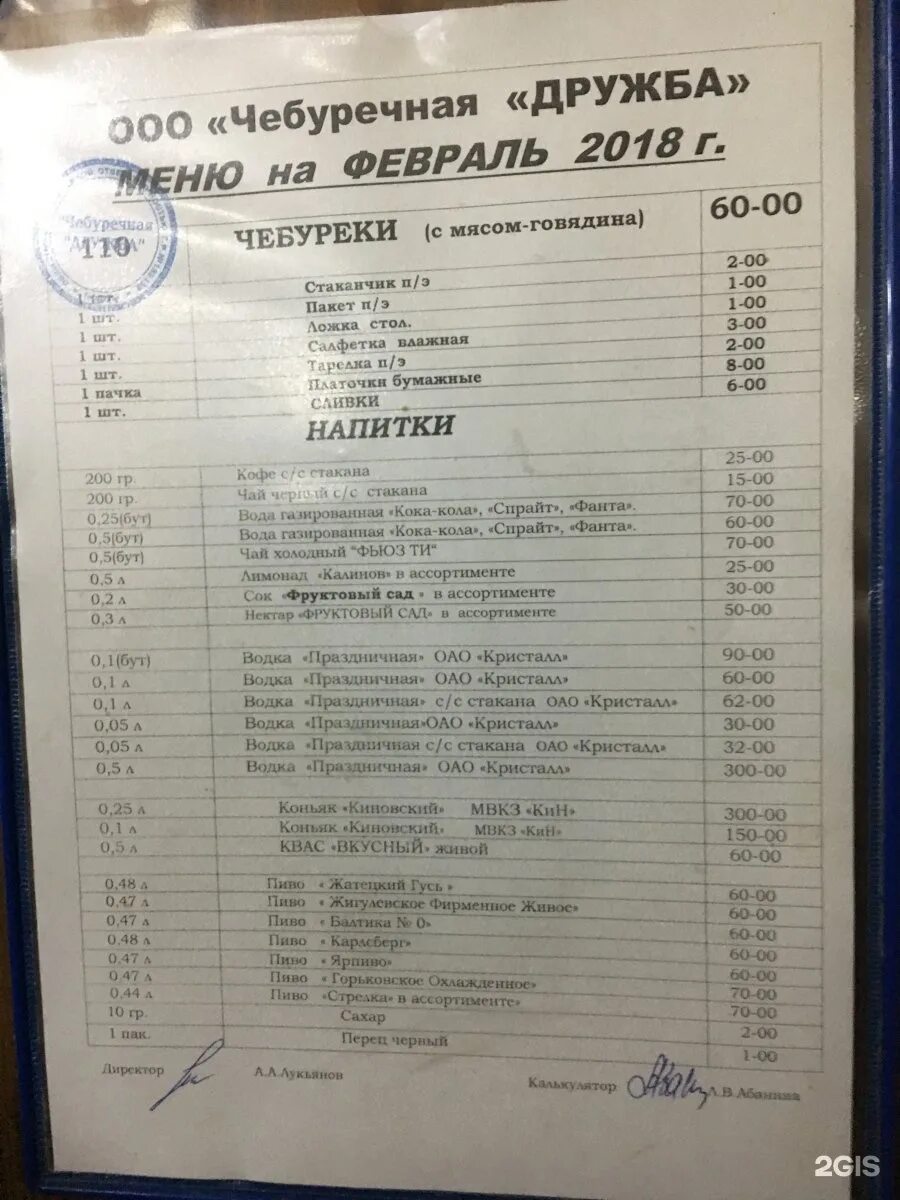 ООО «Чебуречная «ДРУЖБА»
МЕНЮ на ФЕВРАЛЬ 2018 г.
Чебуречная
110 ЧЕБУРЕКИ (с мясом-говядина) 60-00
1 шт. Стаканчик п/э 2-00
1 шт. Пакет п/э 1-00
1 шт. Ложка стол. 1-00
1 шт. Салфетка влажная 3-00
1 шт. Тарелка п/э 2-00
1 пачка Платочки бумажные 8-00
1 шт. СЛИВКИ 6-00
НАПИТКИ
200 гр. Кофе с/с стакана 25-00
200 гр. Чай черный с/с стакана 15-00
0,25(бут) Вода газированная «Кока-кола», «Спрайт», «Фанта». 70-00
0,5(бут) Вода газированная «Кока-кола», «Спрайт», «Фанта». 60-00
0,5(бут) Чай холодный "ФЬЮЗ ТИ" 70-00
0,5 л Лимонад «Калинов» в ассортименте 25-00
0,2 л Сок «Фруктовый сад » в ассортименте 30-00
0,3 л Нектар «ФРУКТОВЫЙ САД» в ассортименте 50-00
0,1(бут) Водка «Праздничная» ОАО «Кристалл» 90-00
0,1 л Водка «Праздничная» ОАО «Кристалл» 60-00
0,1 л Водка «Праздничная» с/с стакана ОАО «Кристалл» 62-00
0,05 л Водка «Праздничная»ОАО «Кристалл» 30-00
0,05 л Водка «Праздничная с/с стакана ОАО «Кристалл» 32-00
0,5 л Водка «Праздничная» ОАО «Кристалл» 300-00
0,25 л Коньяк «Киновский» МВКЗ «КиН» 300-00
0,1 л Коньяк «Киновский» МВКЗ «КиН» 150-00
0,5 л КВАС «ВКУСНЫЙ» живой 60-00
0,48 л Пиво « Жатецкий Гусь » 60-00
0,47 л Пиво « Жигулевское Фирменное Живое» 60-00
0,47 л Пиво « Балтика № 0» 60-00
0,48 л Пиво « Карлсберг» 60-00
0,47 л Пиво « Ярпиво» 60-00
0,47 л Пиво « Горьковское Охлажденное» 70-00
0,44 л Пиво «Стрелка» в ассортименте» 70-00
10 гр. Сахар 2-00
1 пак. Перец черный 1-00
Директор А.А.Лукьянов
Калькулятор Л.В.Абанина
2GIS